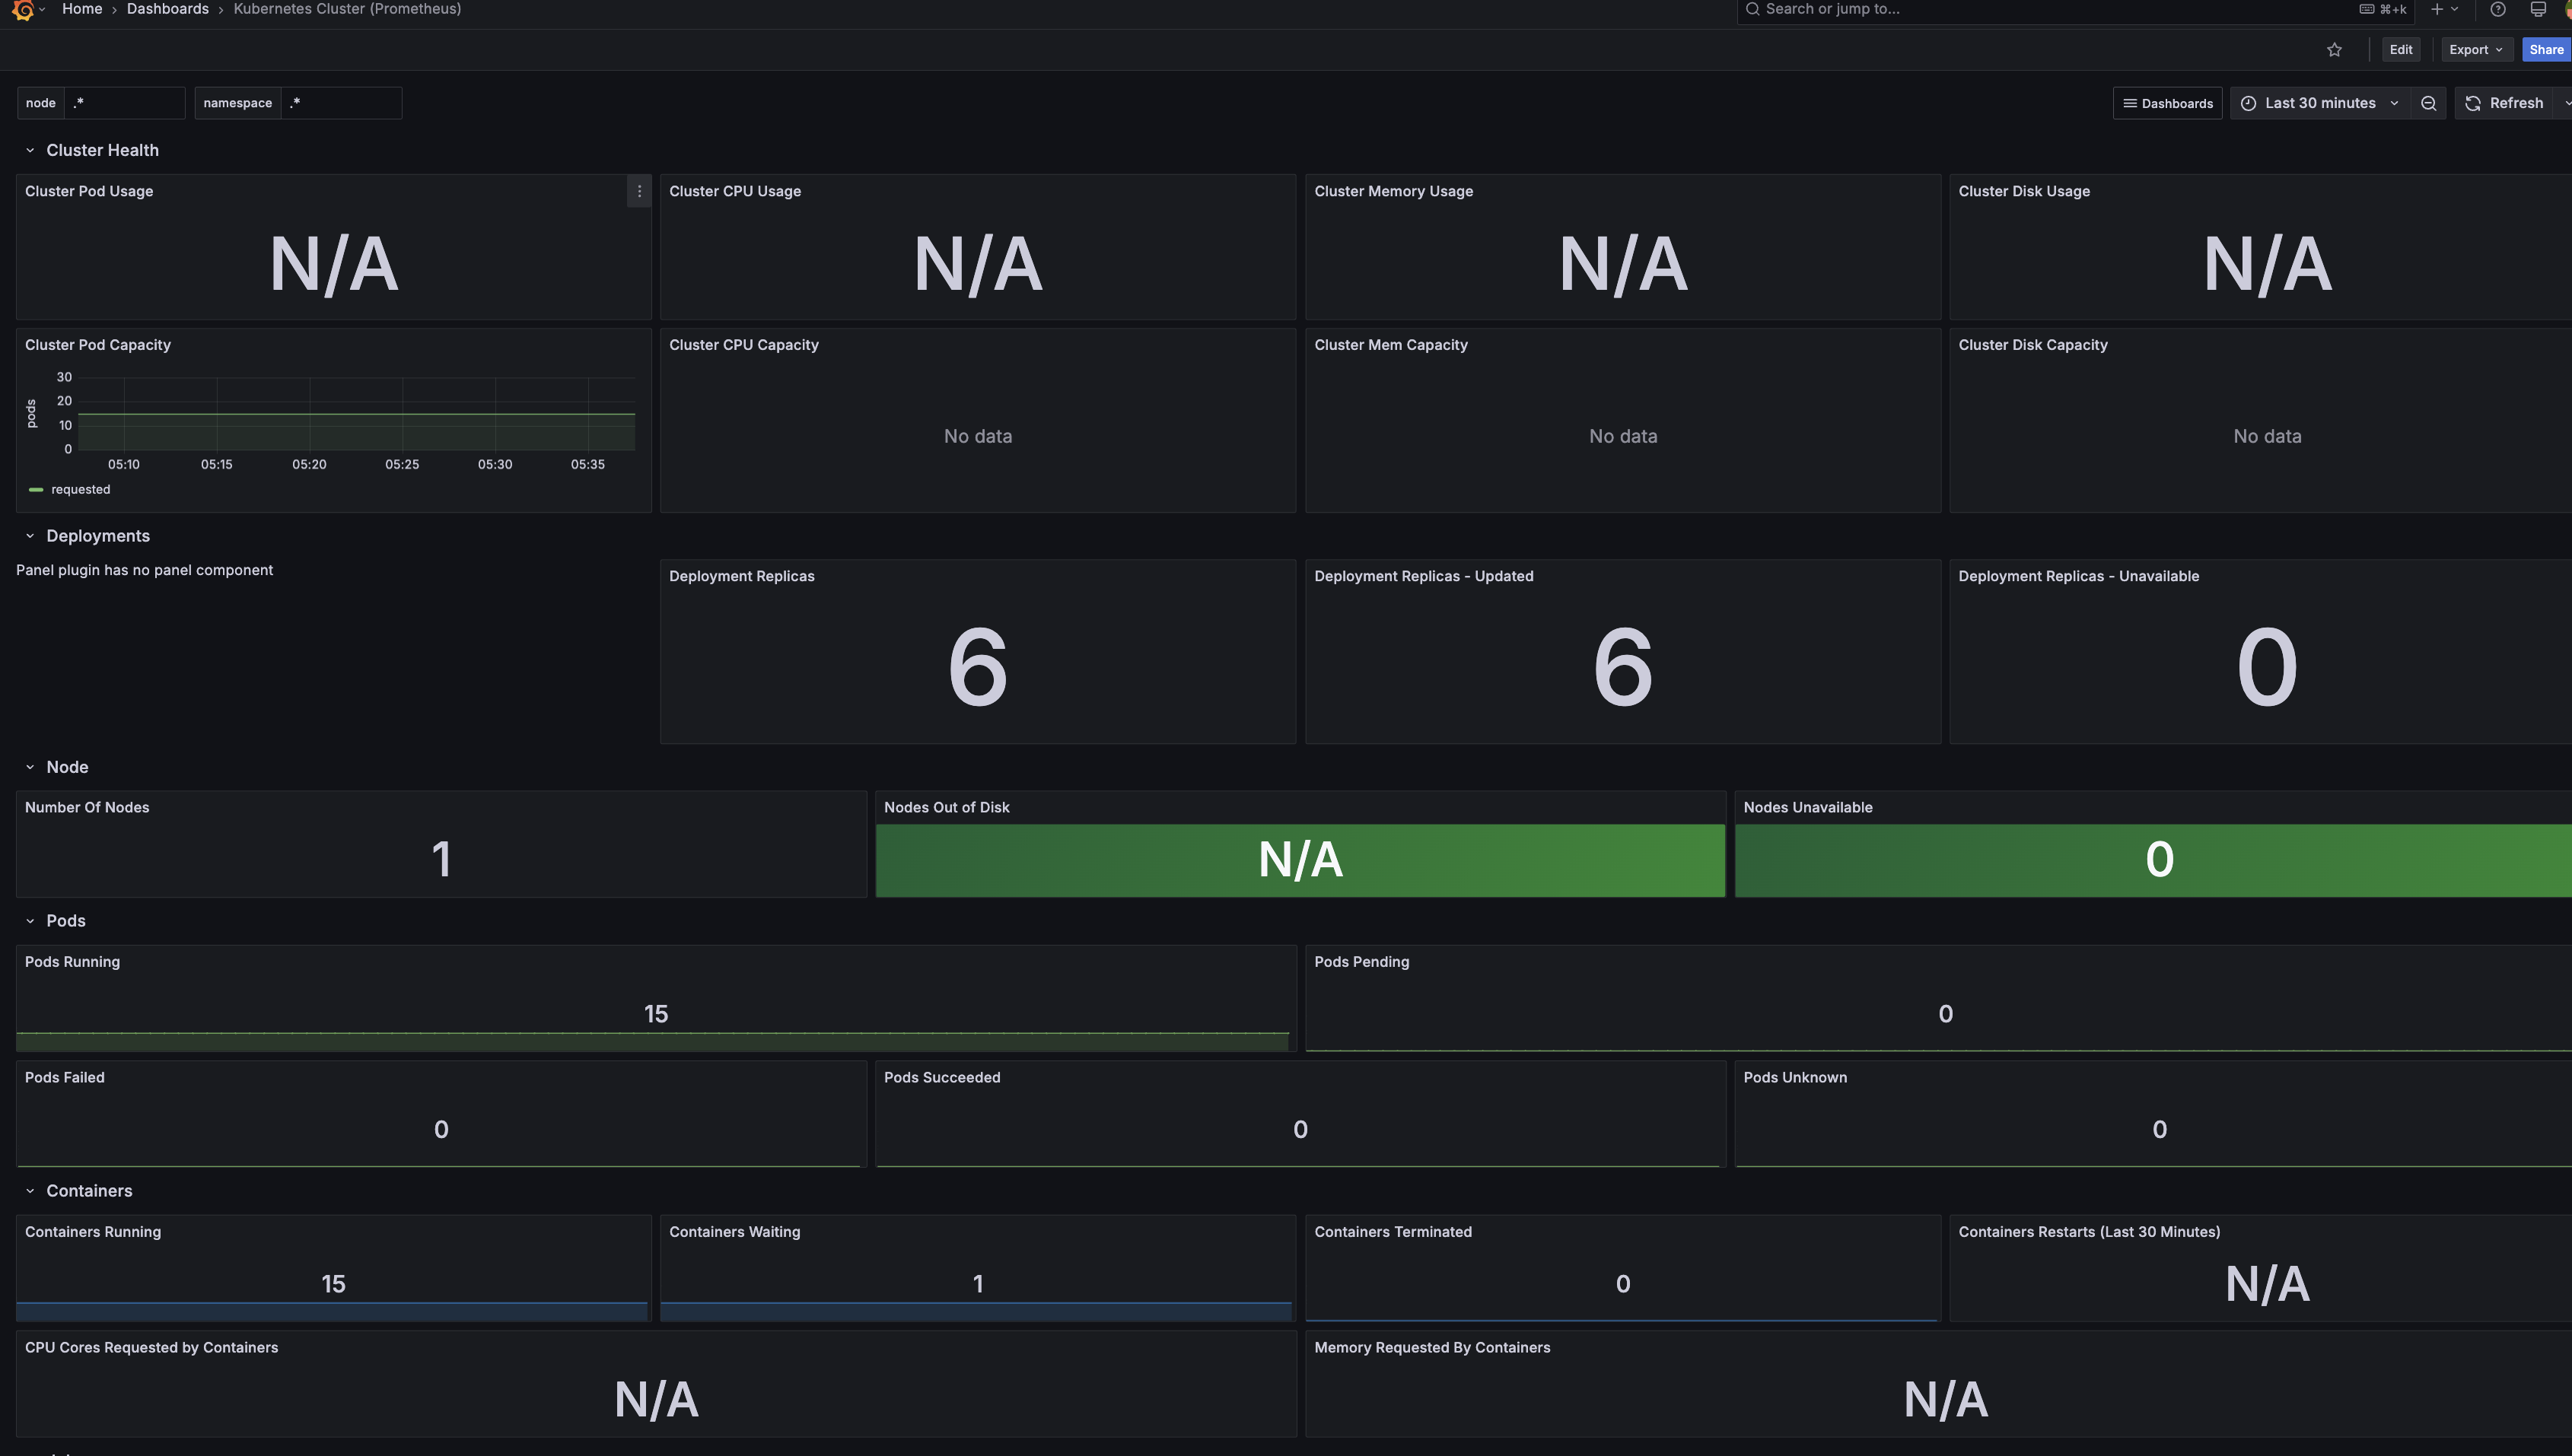 Home › Dashboards › Kubernetes Cluster (Prometheus)
Search or jump to... ⌘+k
Edit Export Share
node .* namespace .*
Dashboards Last 30 minutes Refresh
Cluster Health
Cluster Pod Usage
N/A
Cluster CPU Usage
N/A
Cluster Memory Usage
N/A
Cluster Disk Usage
N/A
Cluster Pod Capacity
pods
30
20
10
0
05:10 05:15 05:20 05:25 05:30 05:35
requested
Cluster CPU Capacity
No data
Cluster Mem Capacity
No data
Cluster Disk Capacity
No data
Deployments
Panel plugin has no panel component
Deployment Replicas
6
Deployment Replicas - Updated
6
Deployment Replicas - Unavailable
0
Node
Number Of Nodes
1
Nodes Out of Disk
N/A
Nodes Unavailable
0
Pods
Pods Running
15
Pods Pending
0
Pods Failed
0
Pods Succeeded
0
Pods Unknown
0
Containers
Containers Running
15
Containers Waiting
1
Containers Terminated
0
Containers Restarts (Last 30 Minutes)
N/A
CPU Cores Requested by Containers
N/A
Memory Requested By Containers
N/A